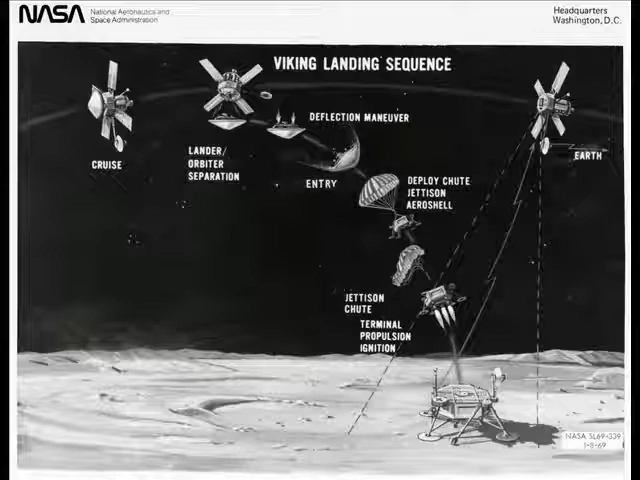 NASA
National Aeronautics and
Space Administration
Headquarters
Washington, D.C.
VIKING LANDING SEQUENCE
DEFLECTION MANEUVER
CRUISE
LANDER/
ORBITER
SEPARATION
EARTH
ENTRY
DEPLOY CHUTE
JETTISON
AEROSHELL
JETTISON
CHUTE
TERMINAL
PROPULSION
IGNITION
NASA SL69-339
1-8-69